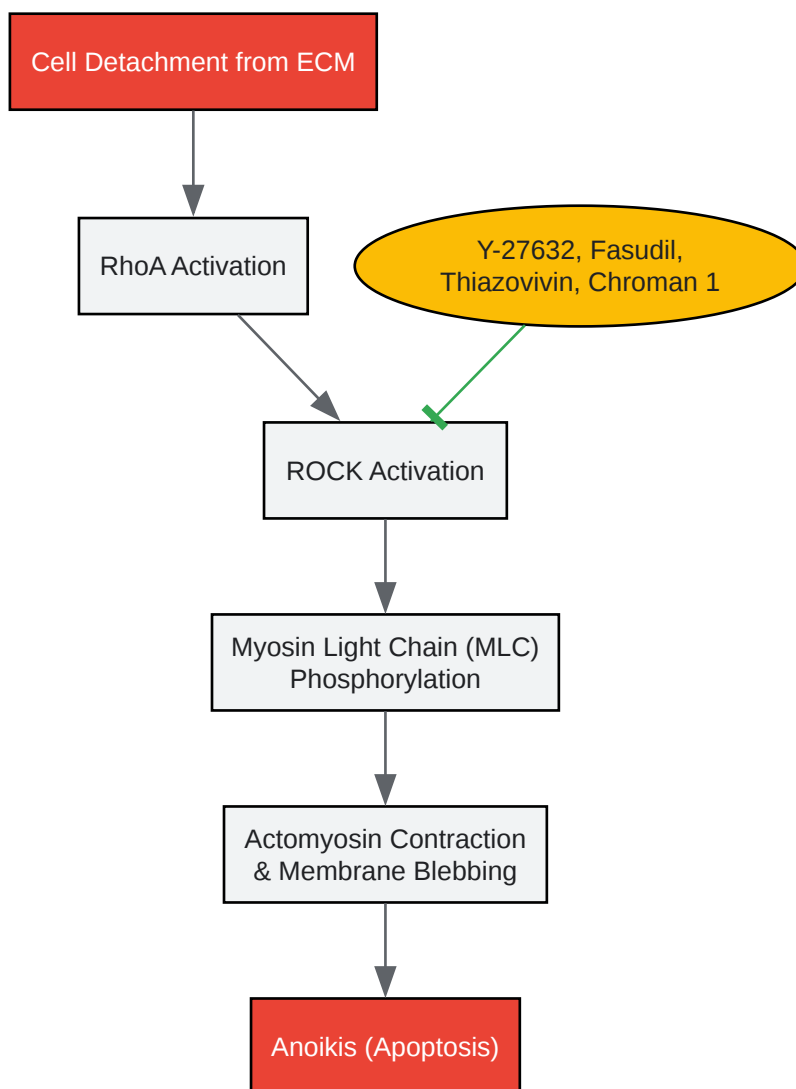 Cell Detachment from ECM
RhoA Activation
Y-27632, Fasudil,
Thiazovivin, Chroman 1
ROCK Activation
Myosin Light Chain (MLC)
Phosphorylation
Actomyosin Contraction
& Membrane Blebbing
Anoikis (Apoptosis)